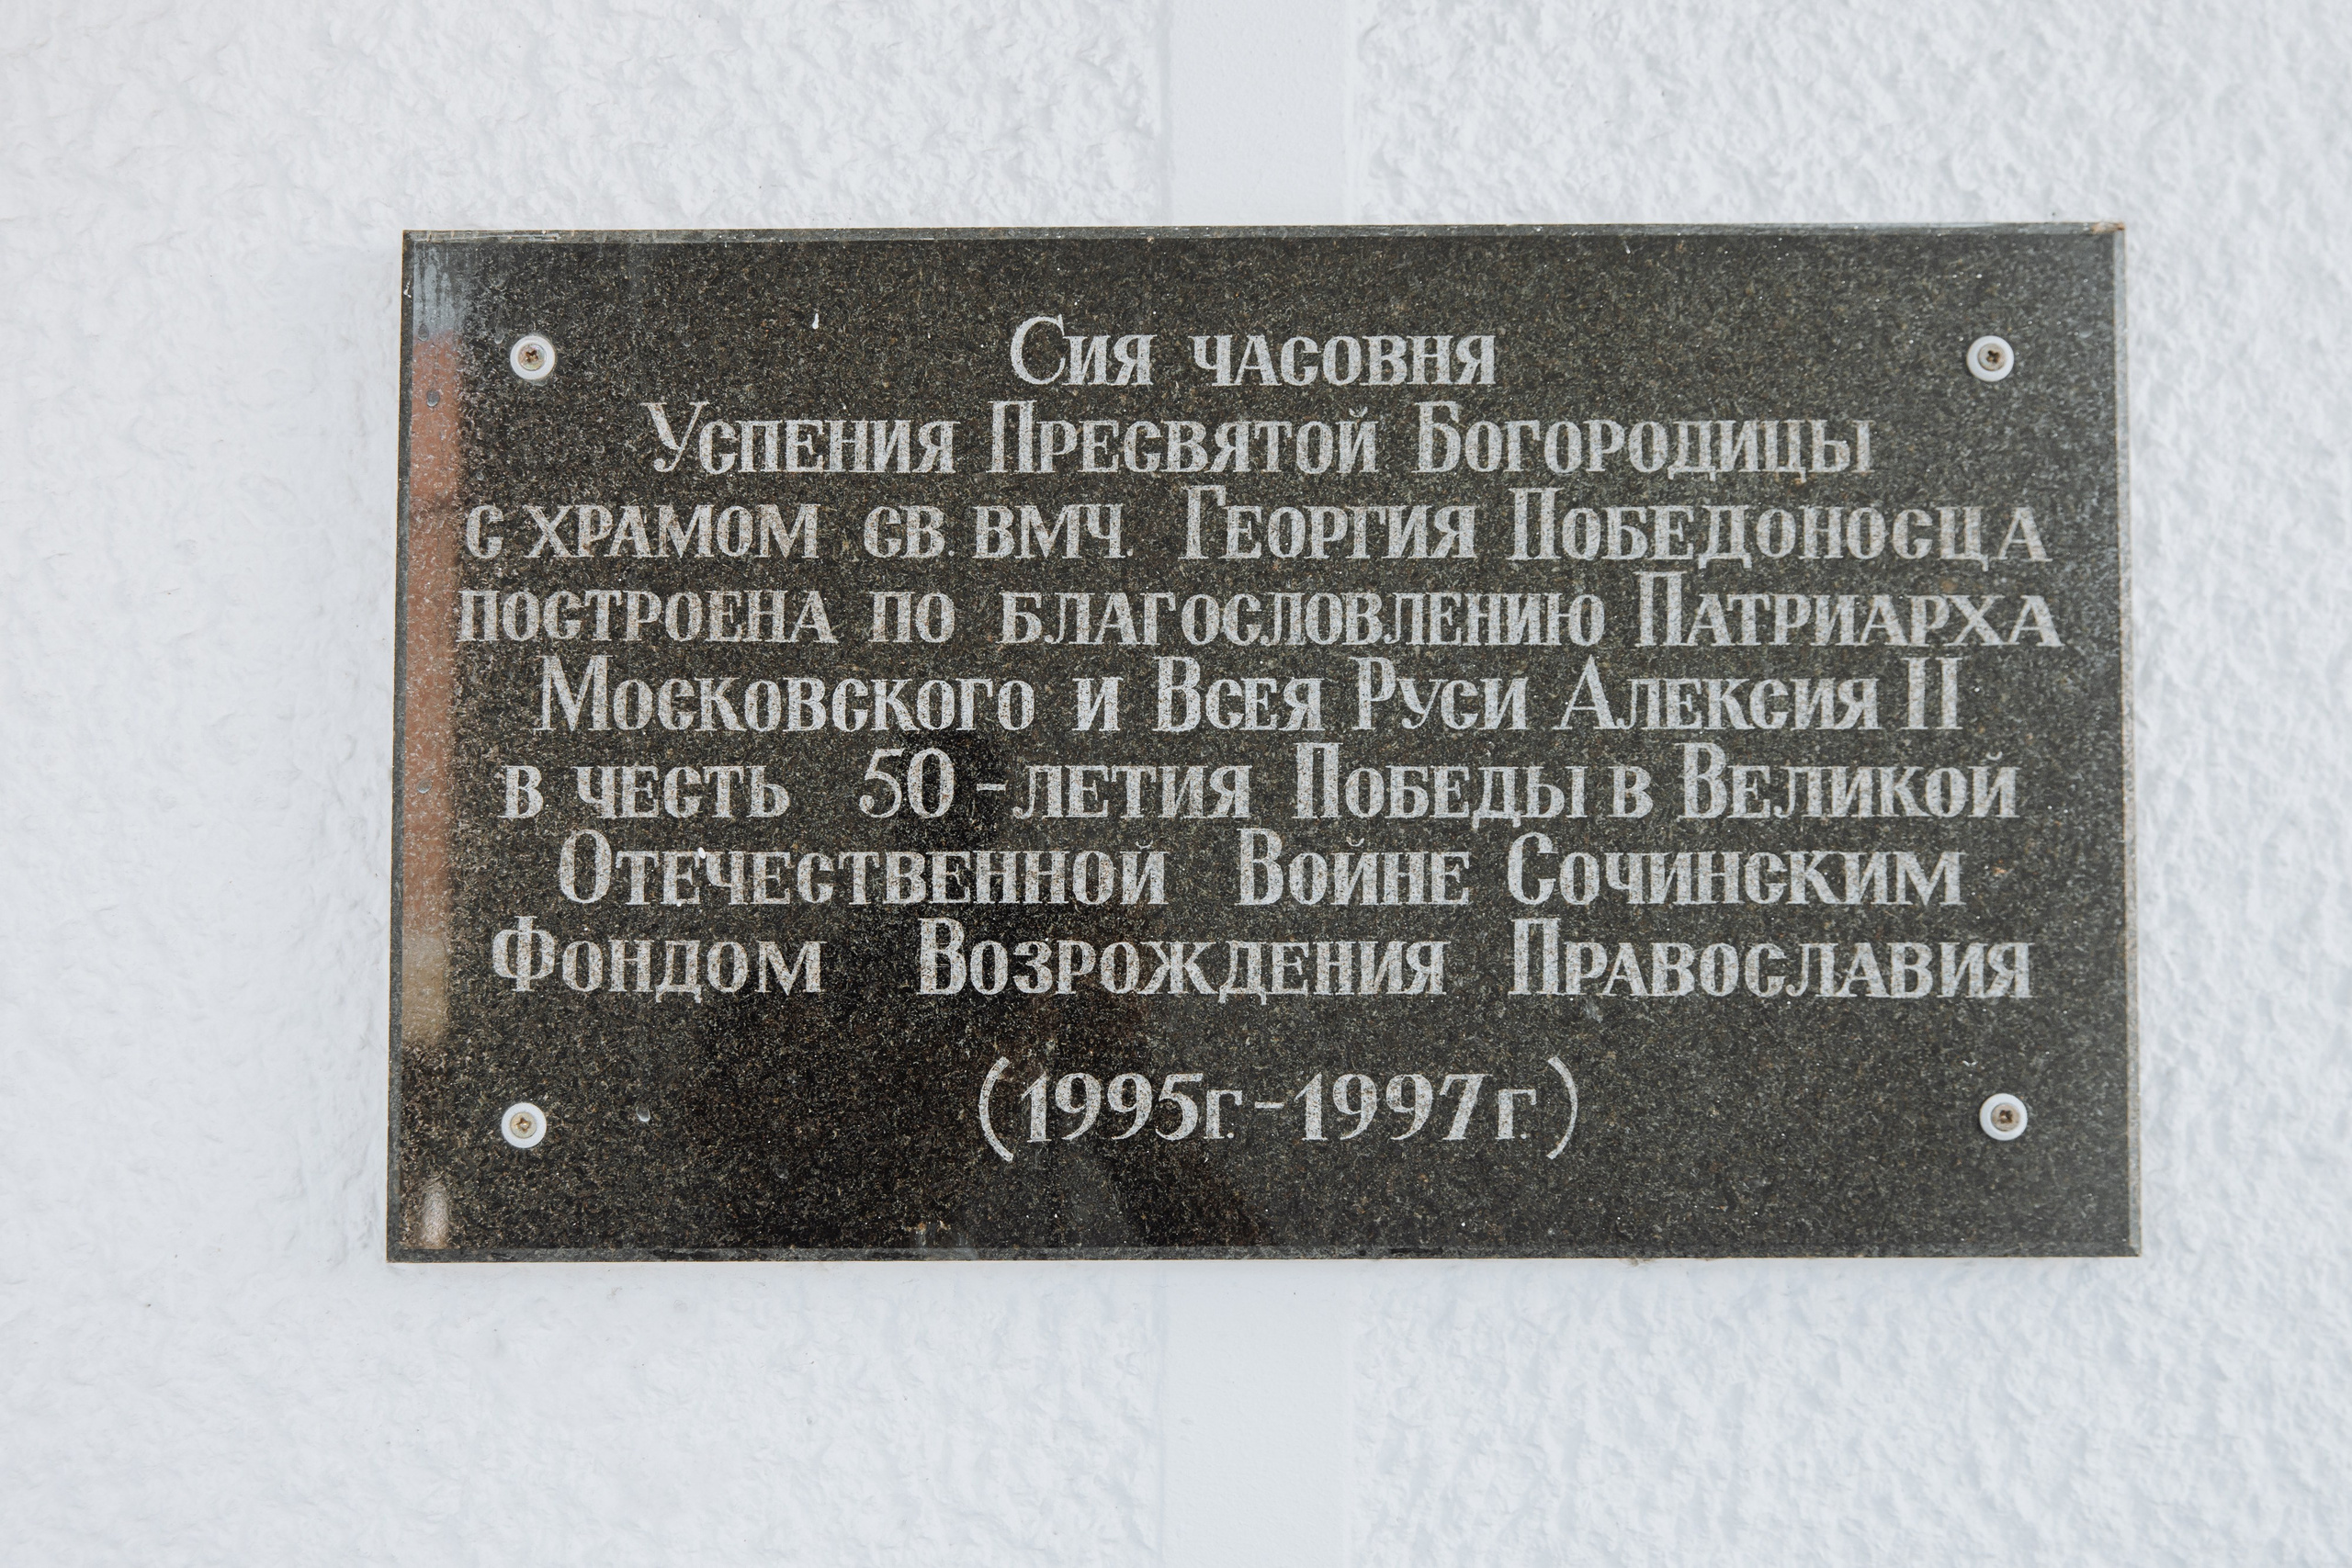 Сия часовня
Успения Пресвятой Богородицы
с храмом св. вмч. Георгия Победоносца
построена по благословлению Патриарха
Московского и Всея Руси Алексия II
в честь 50-летия Победы в Великой
Отечественной Войне Сочинским
Фондом Возрождения Православия
(1995г.-1997г.)